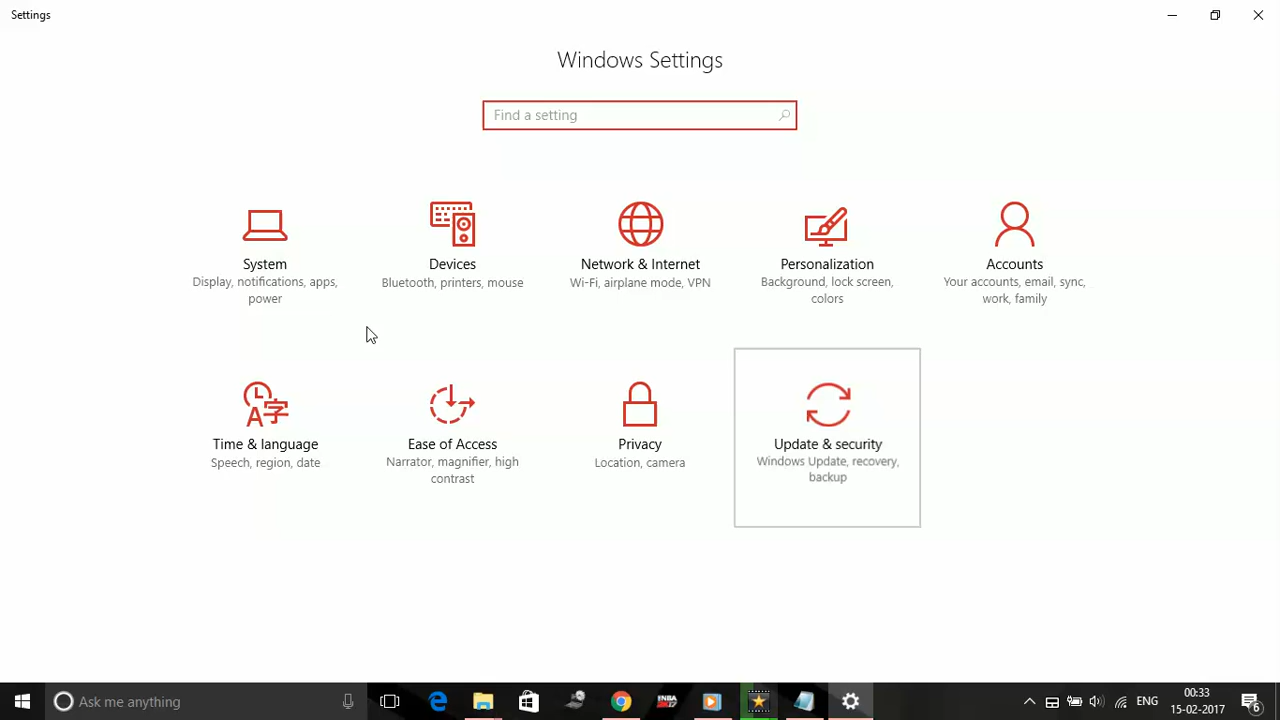 Settings
Windows Settings
Find a setting
System
Display, notifications, apps,
power
Devices
Bluetooth, printers, mouse
Network & Internet
Wi-Fi, airplane mode, VPN
Personalization
Background, lock screen,
colors
Accounts
Your accounts, email, sync,
work, family
Time & language
Speech, region, date
Ease of Access
Narrator, magnifier, high
contrast
Privacy
Location, camera
Update & security
Windows Update, recovery,
backup
Ask me anything
ENG
00:33
15-02-2017
6